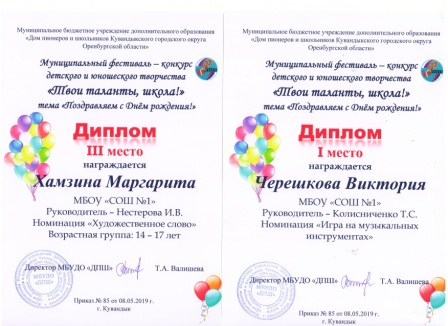 Муниципальное бюджетное учреждение дополнительного образования
«Дом пионеров и школьников Кувандыкского городского округа
Оренбургской области»
Муниципальный фестиваль – конкурс
детского и юношеского творчества
«Твои таланты, школа!»
тема «Поздравляем с Днём рождения!»
Диплом
III место
награждается
Хамзина Маргарита
МБОУ «СОШ №1»
Руководитель – Нестерова И.В.
Номинация «Художественное слово»
Возрастная группа: 14 – 17 лет
Директор МБУДО «ДПШ» Т.А. Валишева
Приказ № 85 от 08.05.2019 г.
г. Кувандык
Муниципальное бюджетное учреждение дополнительного образования
«Дом пионеров и школьников Кувандыкского городского округа
Оренбургской области»
Муниципальный фестиваль – конкурс
детского и юношеского творчества
«Твои таланты, школа!»
тема «Поздравляем с Днём рождения!»
Диплом
I место
награждается
Черешкова Виктория
МБОУ «СОШ №1»
Руководитель – Колисниченко Т.С.
Номинация «Игра на музыкальных
инструментах»
Директор МБУДО «ДПШ» Т.А. Валишева
Приказ № 85 от 08.05.2019 г.
г. Кувандык